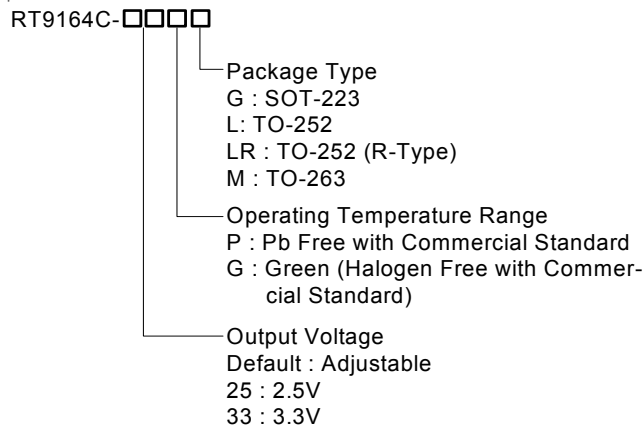 RT9164C-
Package Type
G : SOT-223
L: TO-252
LR : TO-252 (R-Type)
M : TO-263
Operating Temperature Range
P : Pb Free with Commercial Standard
G : Green (Halogen Free with Commer-
cial Standard)
Output Voltage
Default : Adjustable
25 : 2.5V
33 : 3.3V